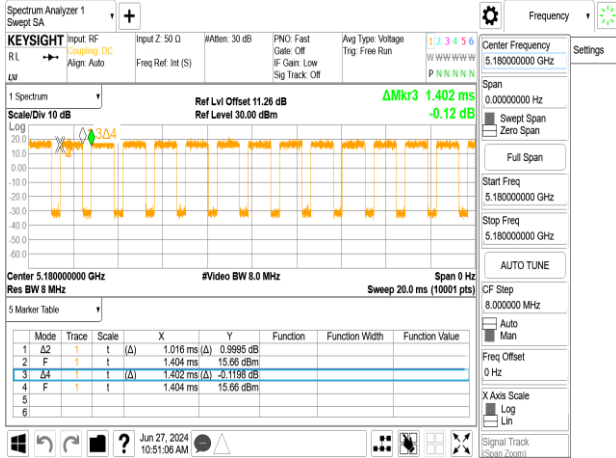 Spectrum Analyzer 1
Swept SA
Frequency
KEYSIGHT
RL
Input: RF
Coupling: DC
Align: Auto
Input Z: 50 Ω
Freq Ref: Int (S)
#Atten: 30 dB
PNO: Fast
Gate: Off
IF Gain: Low
Sig Track: Off
Avg Type: Voltage
Trig: Free Run
1 2 3 4 5 6
W W W W W W
P N N N N N
Settings
1 Spectrum
Scale/Div 10 dB
Ref Lvl Offset 11.26 dB
Ref Level 30.00 dBm
ΔMkr3 1.402 ms
-0.12 dB
Log
3Δ4
20.0
10.0
0.00
-10.0
-20.0
-30.0
-40.0
-50.0
-60.0
Center 5.180000000 GHz
Res BW 8 MHz
#Video BW 8.0 MHz
Span 0 Hz
Sweep 20.0 ms (10001 pts)
5 Marker Table
Mode Trace Scale X Y Function Function Width Function Value
1 Δ2 1 t (Δ) 1.016 ms (Δ) 0.9995 dB
2 F 1 t 1.404 ms 15.66 dBm
3 Δ4 1 t (Δ) 1.402 ms (Δ) -0.1198 dB
4 F 1 t 1.404 ms 15.66 dBm
5
6
Jun 27, 2024
10:51:06 AM
Center Frequency
5.180000000 GHz
Span
0.00000000 Hz
Swept Span
Zero Span
Full Span
Start Freq
5.180000000 GHz
Stop Freq
5.180000000 GHz
AUTO TUNE
CF Step
8.000000 MHz
Auto
Man
Freq Offset
0 Hz
X Axis Scale
Log
Lin
Signal Track
(Span Zoom)